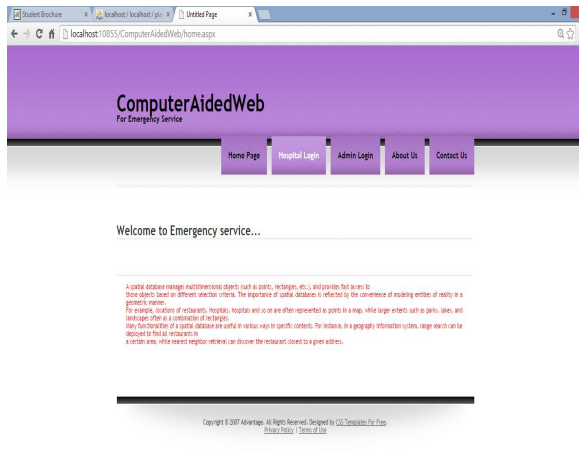 Student Brochure
localhost / localhost / pla
Untitled Page
localhost:10855/ComputerAidedWeb/home.aspx
ComputerAidedWeb
For Emergency Service
Home Page Hospital Login Admin Login About Us Contact Us
Welcome to Emergency service...
A spatial database manages multidimensional objects (such as points, rectangles, etc.), and provides fast access to
those objects based on different selection criteria. The importance of spatial databases is reflected by the convenience of modeling entities of reality in a
geometric manner.
For example, locations of restaurants, hospitals, hospitals and so on are often represented as points in a map, while larger extents such as parks, lakes, and
landscapes often as a combination of rectangles.
Many functionalities of a spatial database are useful in various ways in specific contexts. For instance, in a geography information system, range search can be
deployed to find all restaurants in
a certain area, while nearest neighbor retrieval can discover the restaurant closest to a given address.
Copyright © 2007 Advantage. All Rights Reserved. Designed by CSS Templates For Free.
Privacy Policy | Terms of Use